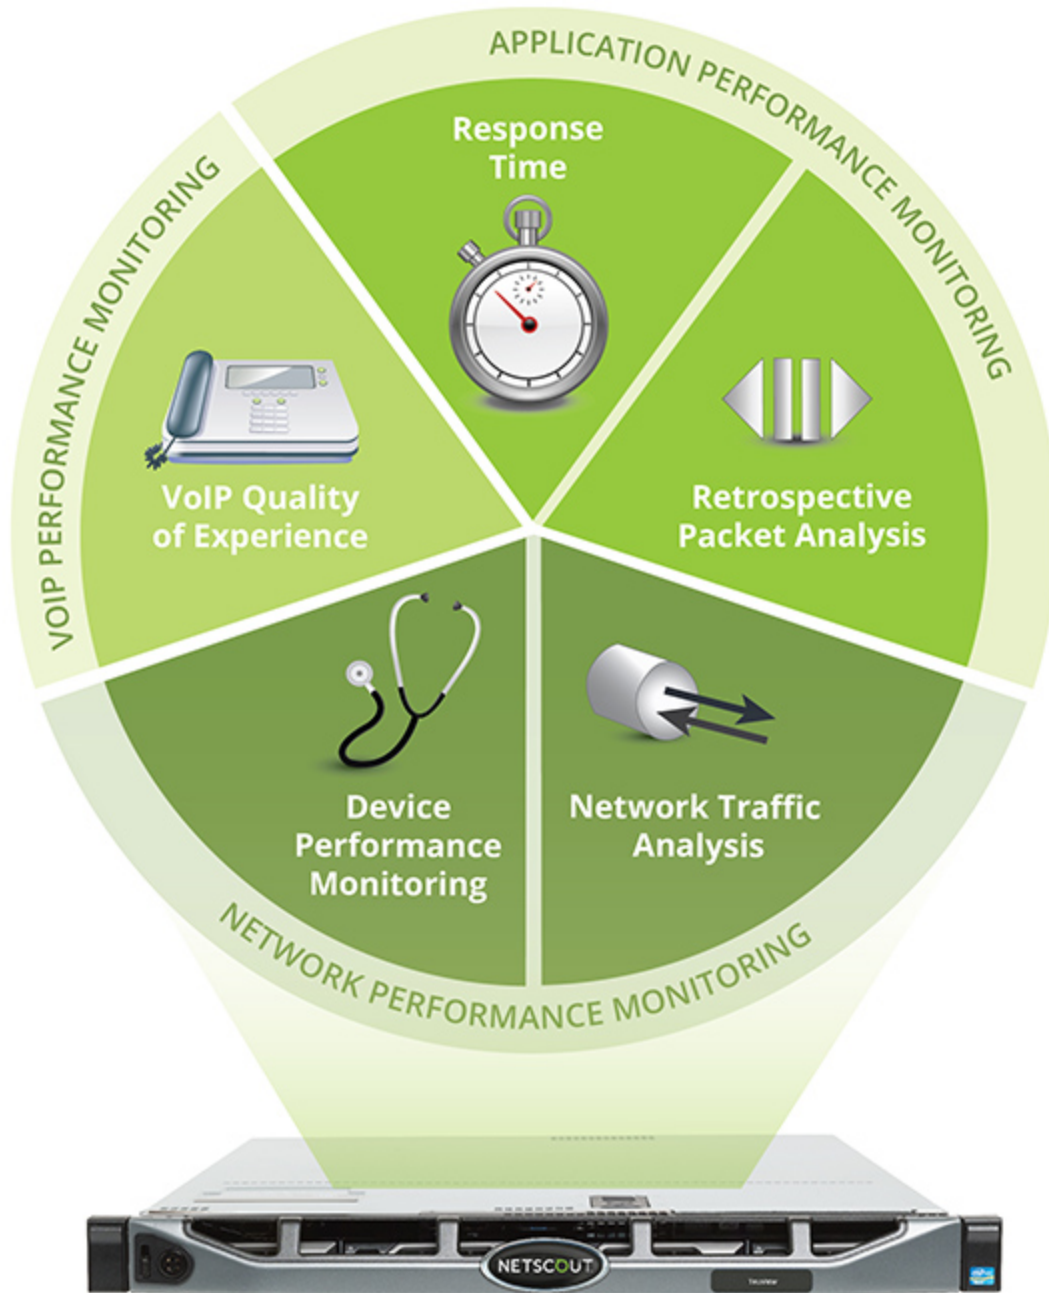 APPLICATION PERFORMANCE MONITORING
Response
Time
VOIP PERFORMANCE MONITORING
VoIP Quality
of Experience
Retrospective
Packet Analysis
Device
Performance
Monitoring
Network Traffic
Analysis
NETWORK PERFORMANCE MONITORING
NETSCOUT
TruView